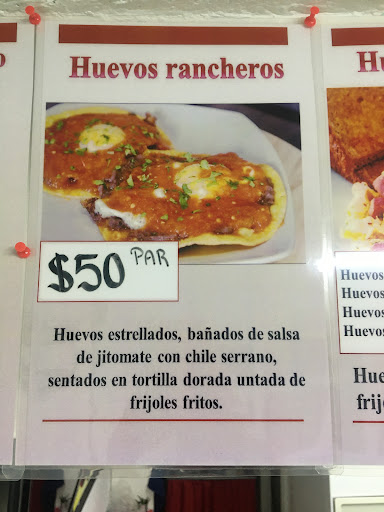 Huevos rancheros
$50 PAR
Huevos estrellados, bañados de salsa
de jitomate con chile serrano,
sentados en tortilla dorada untada de
frijoles fritos.
Huevos
Huevos
Huevos
Huevos